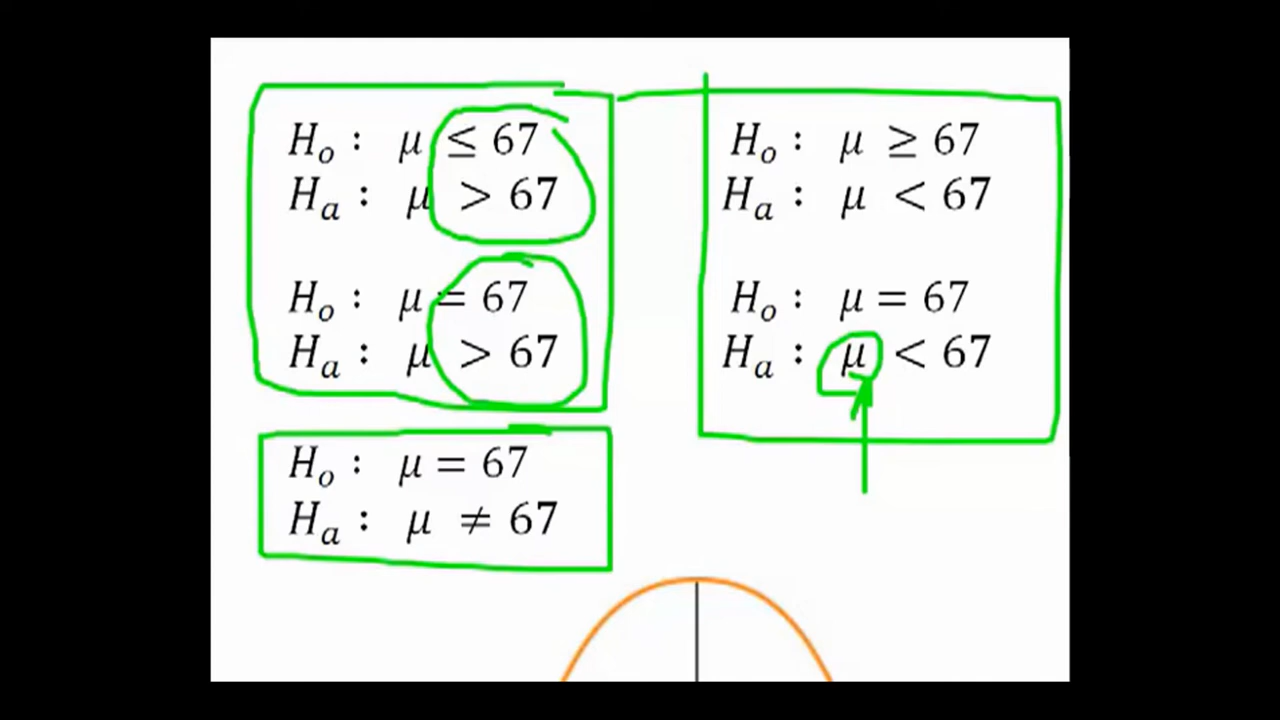 Hₒ : μ ≤ 67
Hₐ : μ > 67
Hₒ : μ = 67
Hₐ : μ > 67
Hₒ : μ = 67
Hₐ : μ ≠ 67
Hₒ : μ ≥ 67
Hₐ : μ < 67
Hₒ : μ = 67
Hₐ : μ < 67